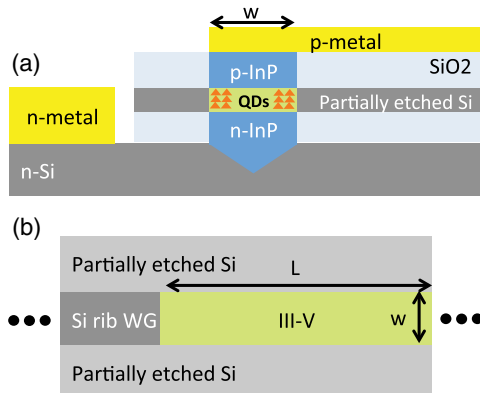 w
p-metal
(a)
SiO2
p-InP
QDs
Partially etched Si
n-metal
n-InP
n-Si
(b)
Partially etched Si
L
Si rib WG
III-V
w
Partially etched Si